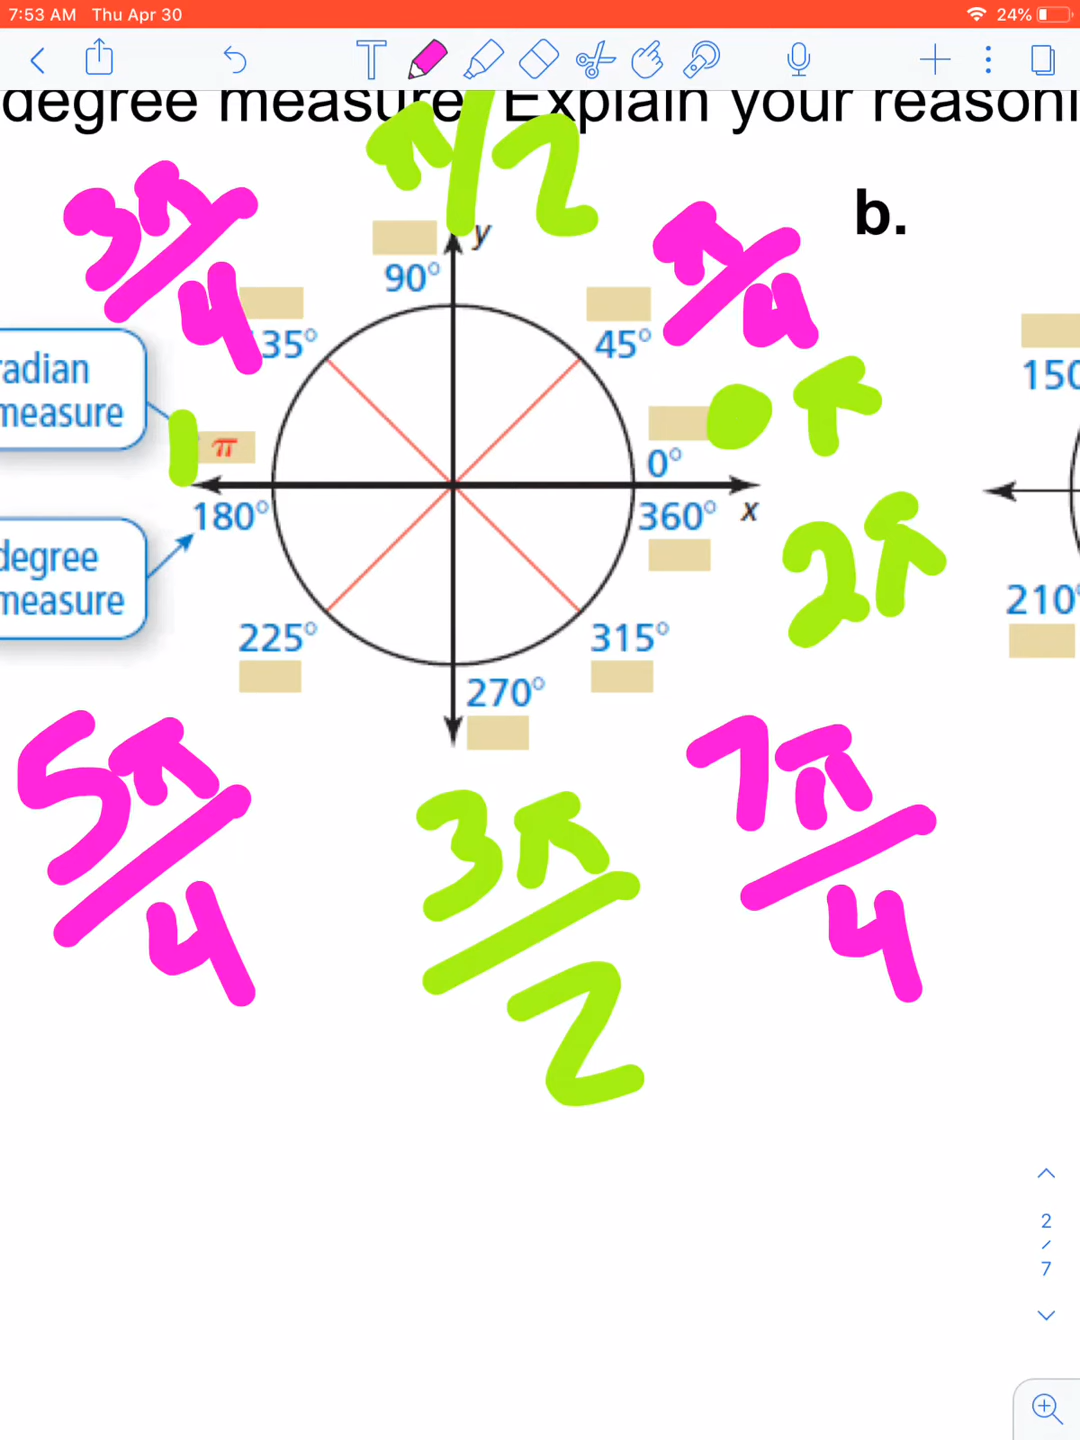 7:53 AM Thu Apr 30
24%
T
degree measure. Explain your reasoni
π/2
3π/4
π/4
b.
y
90°
135°
45°
150
radian
measure
1
π
0π
0°
180°
360°
x
2π
degree
measure
210°
225°
315°
270°
5π/4
3π/2
7π/4
2
/
7